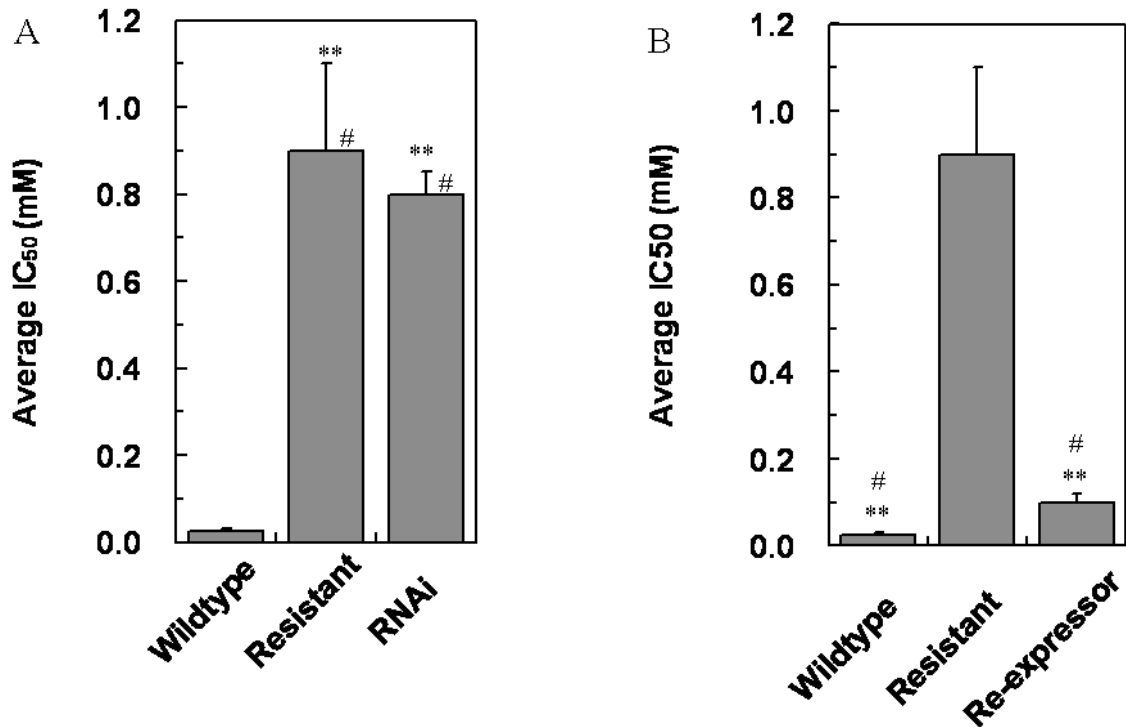 A
Average IC50 (mM)
1.2
1.0
0.8
0.6
0.4
0.2
0.0
**
#
**
#
Wildtype
Resistant
RNAi
B
Average IC50 (mM)
1.2
1.0
0.8
0.6
0.4
0.2
0.0
#
**
#
**
Wildtype
Resistant
Re-expressor